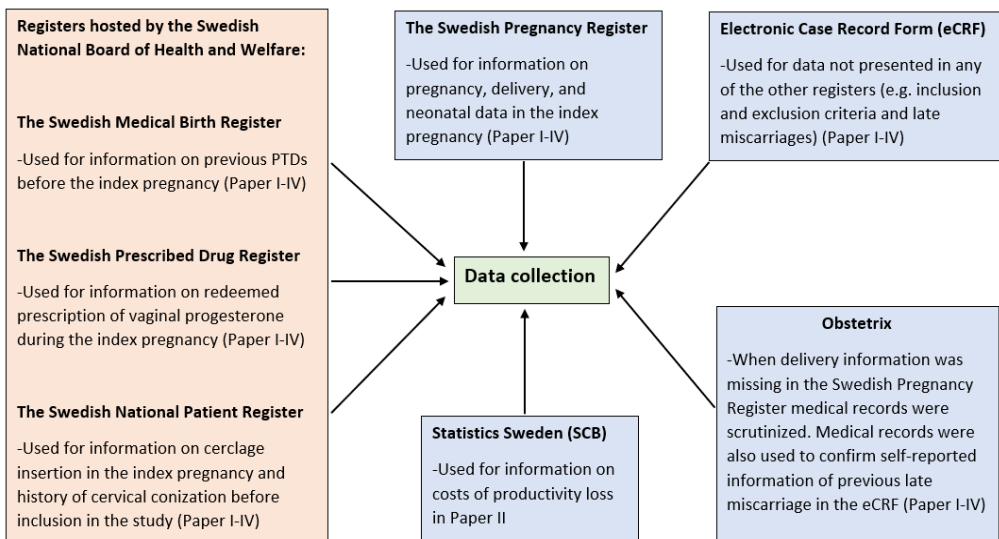 Registers hosted by the Swedish
National Board of Health and Welfare:
The Swedish Medical Birth Register
-Used for information on previous PTDs
before the index pregnancy (Paper I-IV)
The Swedish Prescribed Drug Register
-Used for information on redeemed
prescription of vaginal progesterone
during the index pregnancy (Paper I-IV)
The Swedish National Patient Register
-Used for information on cerclage
insertion in the index pregnancy and
history of cervical conization before
inclusion in the study (Paper I-IV)
The Swedish Pregnancy Register
-Used for information on
pregnancy, delivery, and
neonatal data in the index
pregnancy (Paper I-IV)
Electronic Case Record Form (eCRF)
-Used for data not presented in any
of the other registers (e.g. inclusion
and exclusion criteria and late
miscarriages) (Paper I-IV)
Data collection
Statistics Sweden (SCB)
-Used for information on
costs of productivity loss
in Paper II
Obstetrix
-When delivery information was
missing in the Swedish Pregnancy
Register medical records were
scrutinized. Medical records were
also used to confirm self-reported
information of previous late
miscarriage in the eCRF (Paper I-IV)